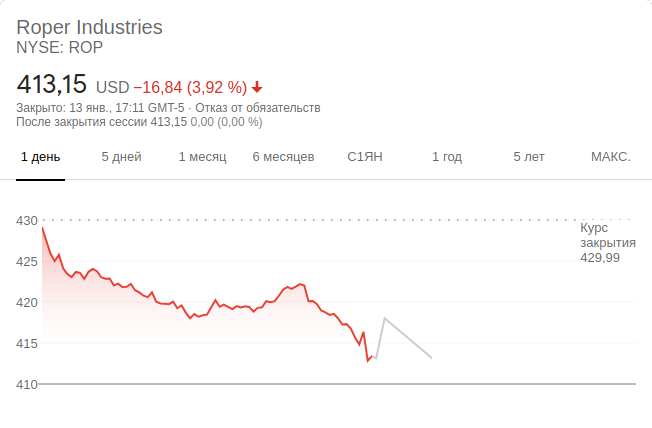 Roper Industries
NYSE: ROP
413,15 USD −16,84 (3,92 %)
Закрыто: 13 янв., 17:11 GMT-5 · Отказ от обязательств
После закрытия сессии 413,15 0,00 (0,00 %)
1 день 5 дней 1 месяц 6 месяцев С1ЯН 1 год 5 лет МАКС.
430
Курс
закрытия
429,99
425
420
415
410